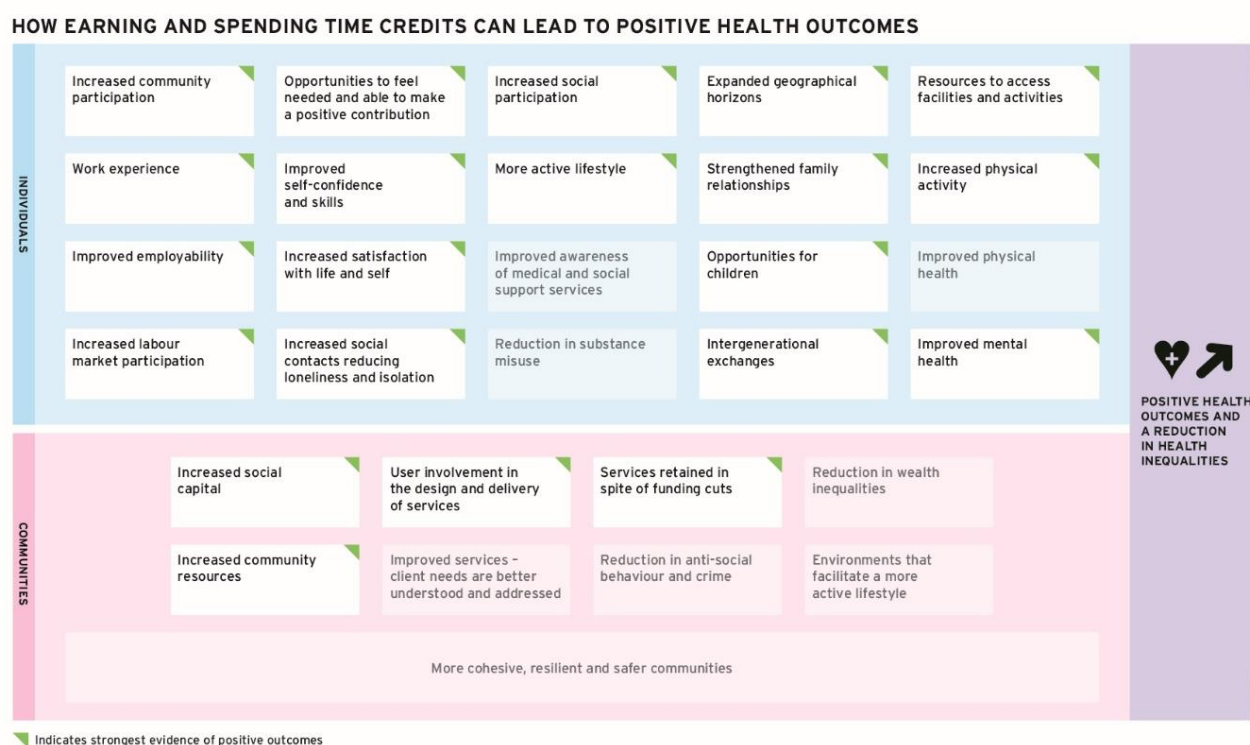 HOW EARNING AND SPENDING TIME CREDITS CAN LEAD TO POSITIVE HEALTH OUTCOMES
INDIVIDUALS
Increased community
participation
Opportunities to feel
needed and able to make
a positive contribution
Increased social
participation
Expanded geographical
horizons
Resources to access
facilities and activities
Work experience
Improved
self-confidence
and skills
More active lifestyle
Strengthened family
relationships
Increased physical
activity
Improved employability
Increased satisfaction
with life and self
Improved awareness
of medical and social
support services
Opportunities for
children
Improved physical
health
Increased labour
market participation
Increased social
contacts reducing
loneliness and isolation
Reduction in substance
misuse
Intergenerational
exchanges
Improved mental
health
COMMUNITIES
Increased social
capital
User involvement in
the design and delivery
of services
Services retained in
spite of funding cuts
Reduction in wealth
inequalities
Increased community
resources
Improved services –
client needs are better
understood and addressed
Reduction in anti-social
behaviour and crime
Environments that
facilitate a more
active lifestyle
More cohesive, resilient and safer communities
POSITIVE HEALTH
OUTCOMES AND
A REDUCTION
IN HEALTH
INEQUALITIES
Indicates strongest evidence of positive outcomes